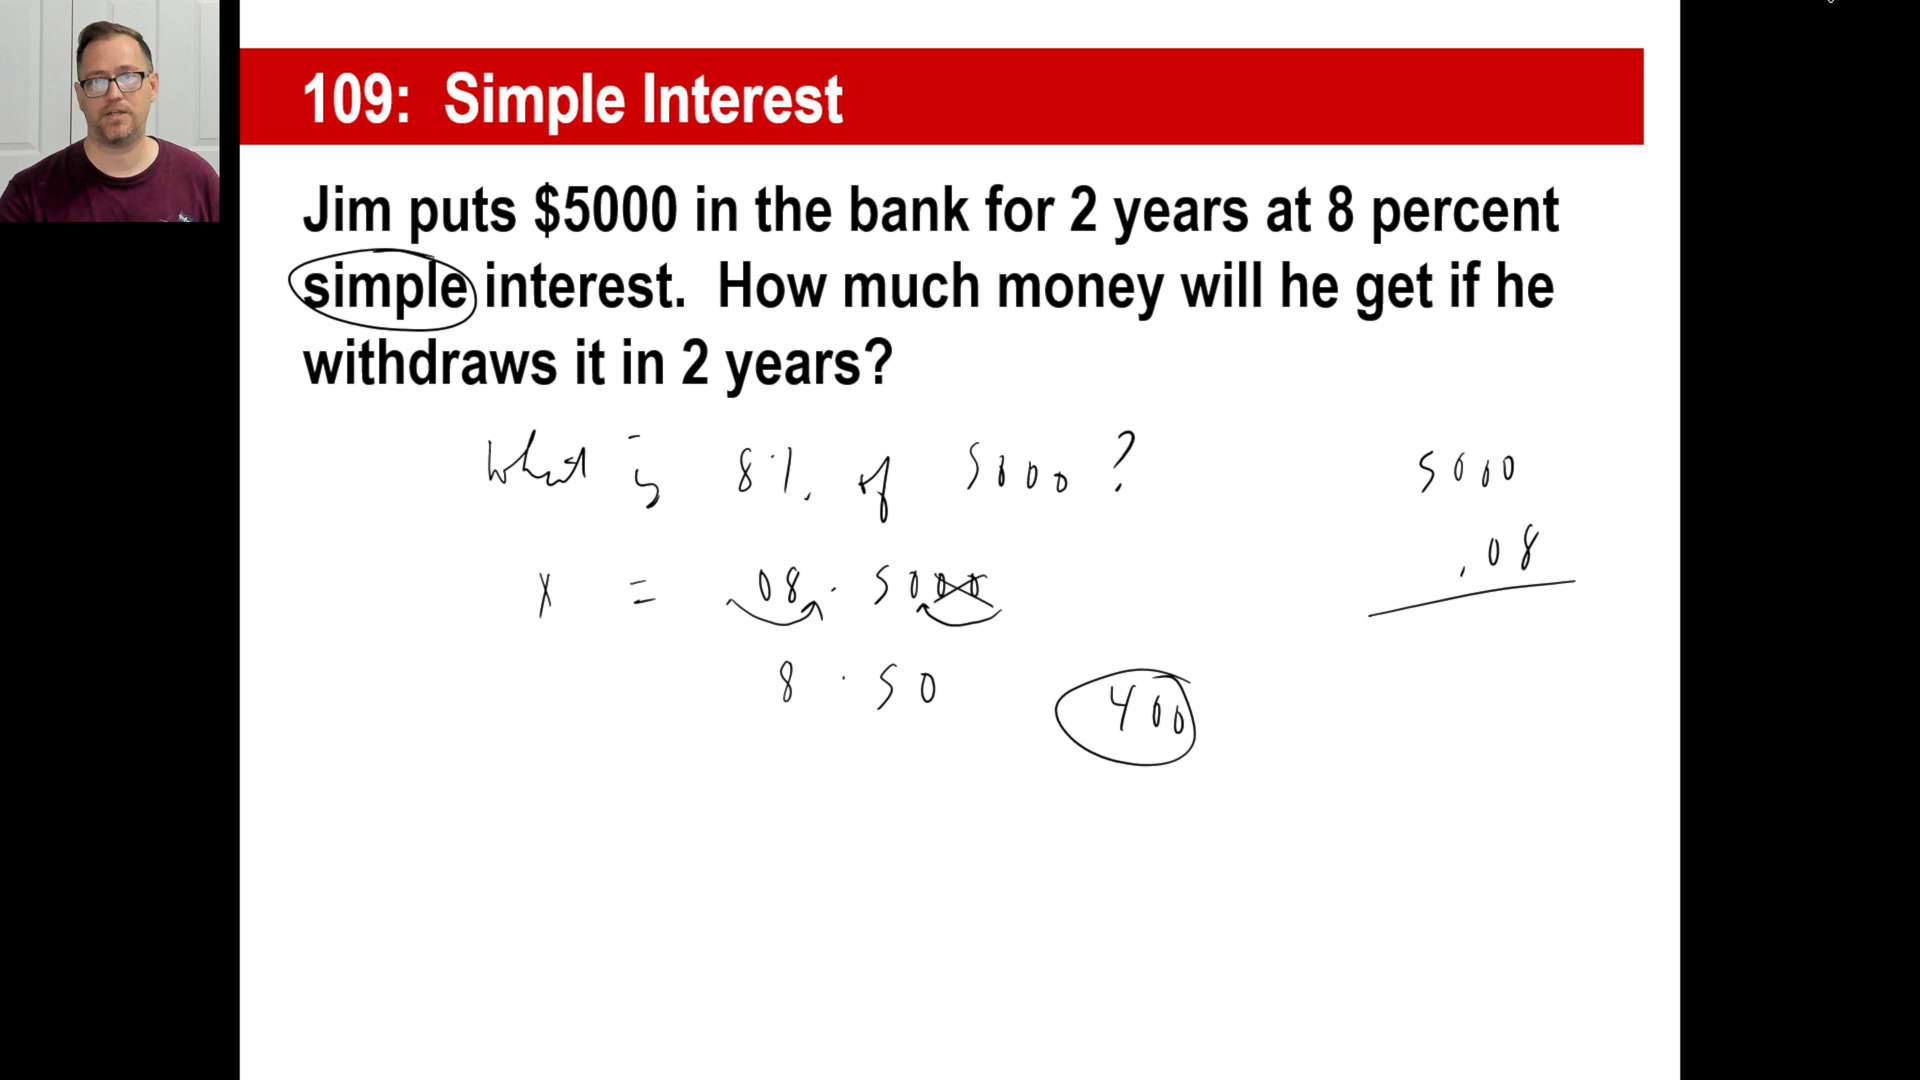 109: Simple Interest
Jim puts $5000 in the bank for 2 years at 8 percent
simple interest. How much money will he get if he
withdraws it in 2 years?
What is 8%. of 5000?
5000
.08
x = .08 · 5000
8 · 50
400